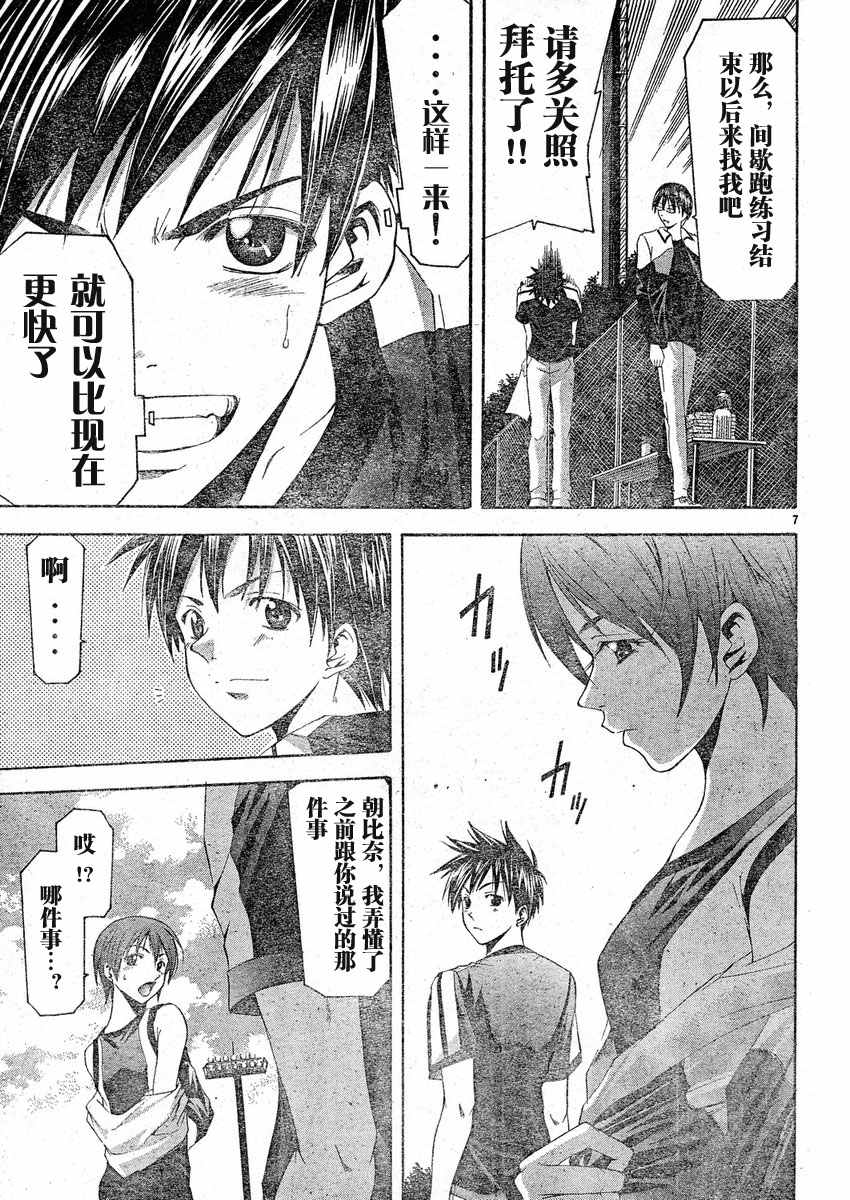 那么，间歇跑练习结
束以后来找我吧
请多关照
拜托了!!
····这样一来!
就可以比现在
更快了
7
カ
ッ
カ
ッ
啊
····
朝比奈，我弄懂了
之前跟你说过的那
件事
哎
!?
哪件事…?